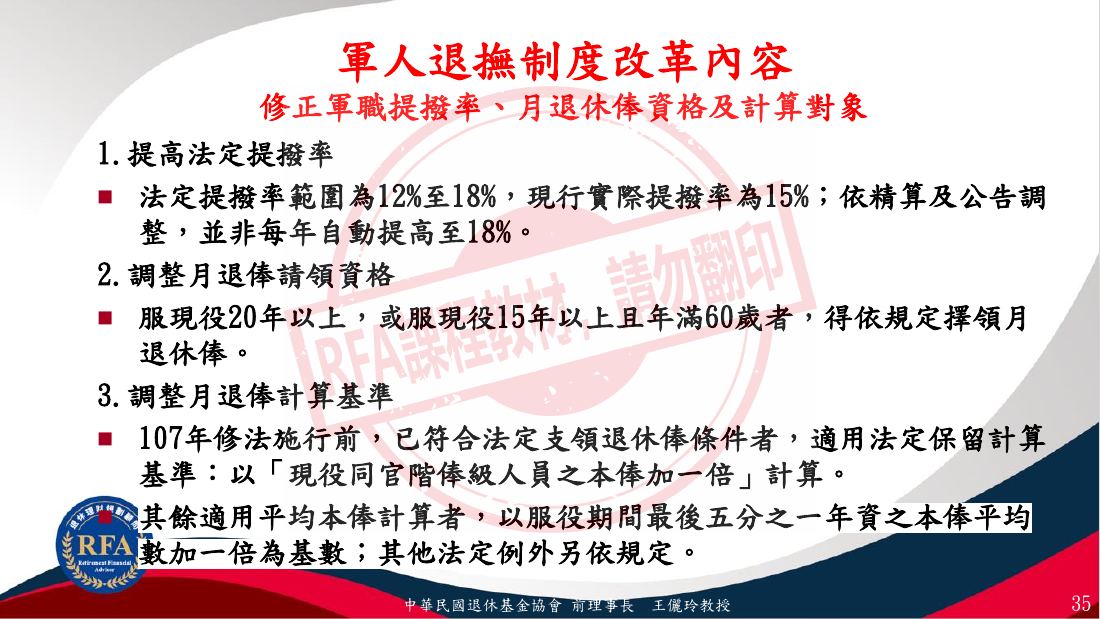 軍人退撫制度改革內容
修正軍職提撥率、月退休俸資格及計算對象
1.提高法定提撥率
■ 法定提撥率範圍為12%至18%，現行實際提撥率為15%；依精算及公告調
整，並非每年自動提高至18%。
2.調整月退俸請領資格
■ 服現役20年以上，或服現役15年以上且年滿60歲者，得依規定擇領月
退休俸。
3.調整月退俸計算基準
■ 107年修法施行前，已符合法定支領退休俸條件者，適用法定保留計算
基準：以「現役同官階俸級人員之本俸加一倍」計算。
■ 其餘適用平均本俸計算者，以服役期間最後五分之一年資之本俸平均
數加一倍為基數；其他法定例外另依規定。
RFA課程教材，請勿翻印
RFA
Retirement Financial
Advisor
中華民國退休基金協會 前理事長 王儷玲教授
35